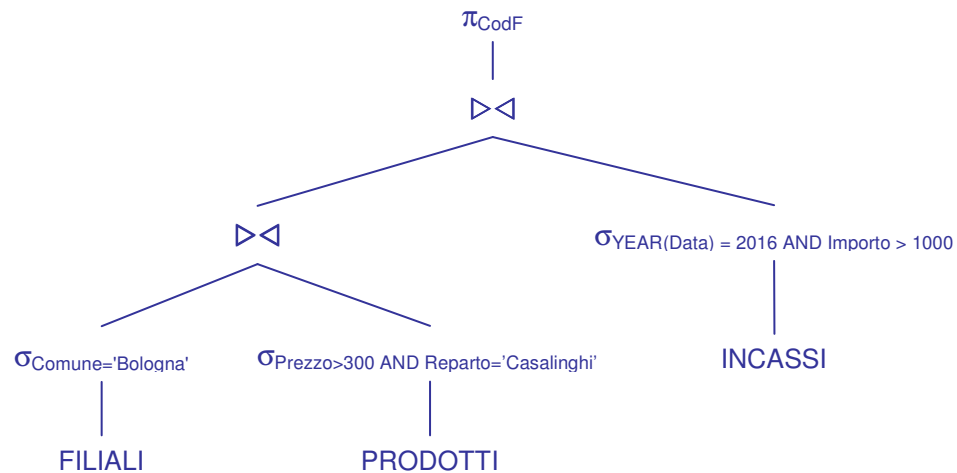 πCodF
▷◁
▷◁
σYEAR(Data) = 2016 AND Importo > 1000
σComune='Bologna'
σPrezzo>300 AND Reparto=’Casalinghi’
INCASSI
FILIALI
PRODOTTI